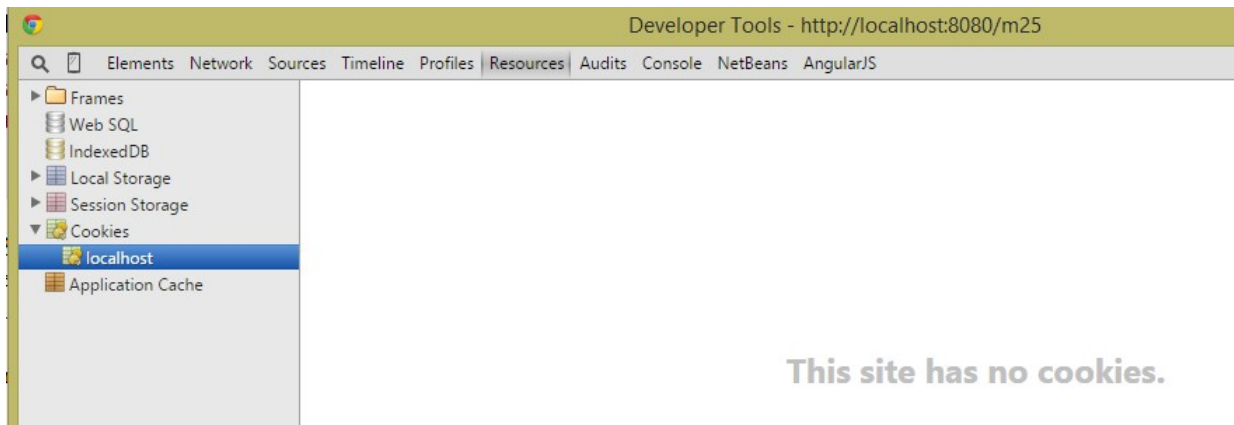 Developer Tools - http://localhost:8080/m25
Elements Network Sources Timeline Profiles Resources Audits Console NetBeans AngularJS
Frames
Web SQL
IndexedDB
Local Storage
Session Storage
Cookies
localhost
Application Cache
This site has no cookies.